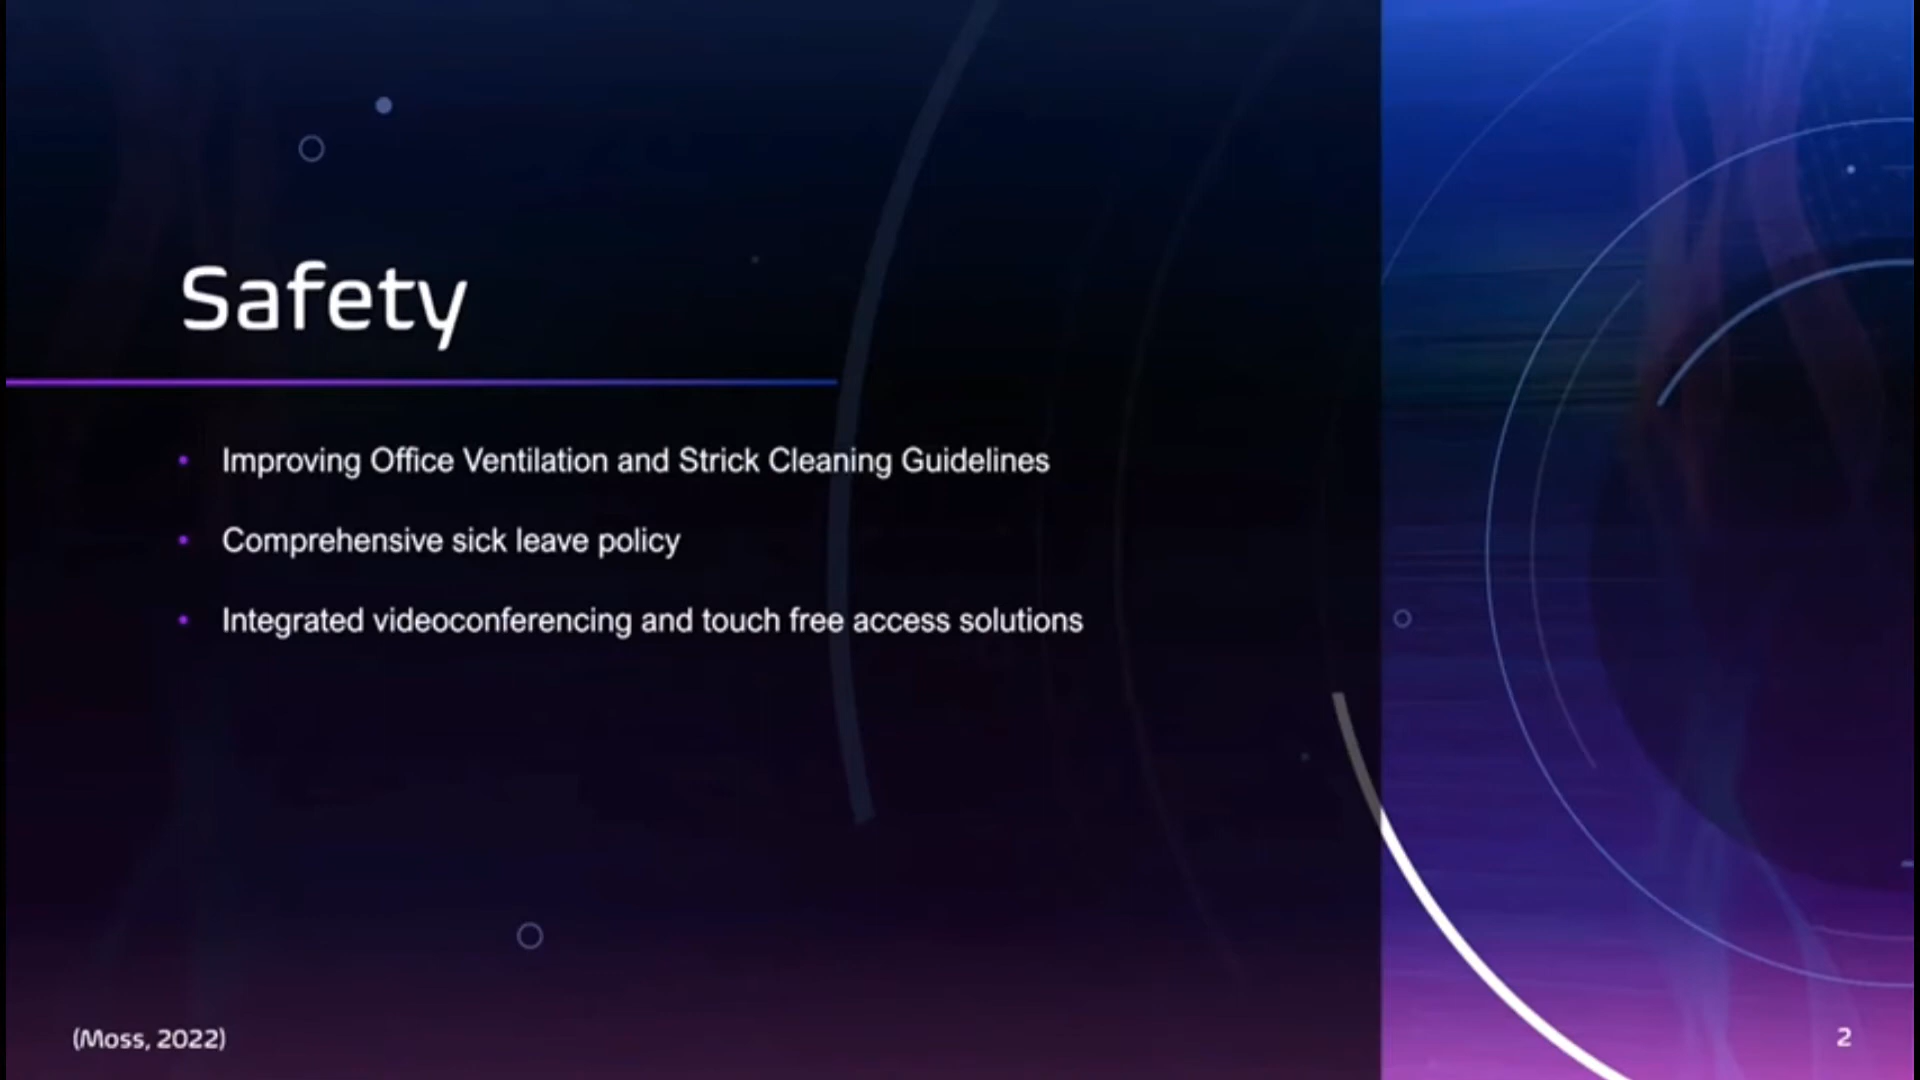 Safety
• Improving Office Ventilation and Strick Cleaning Guidelines
• Comprehensive sick leave policy
• Integrated videoconferencing and touch free access solutions
(Moss, 2022)
2